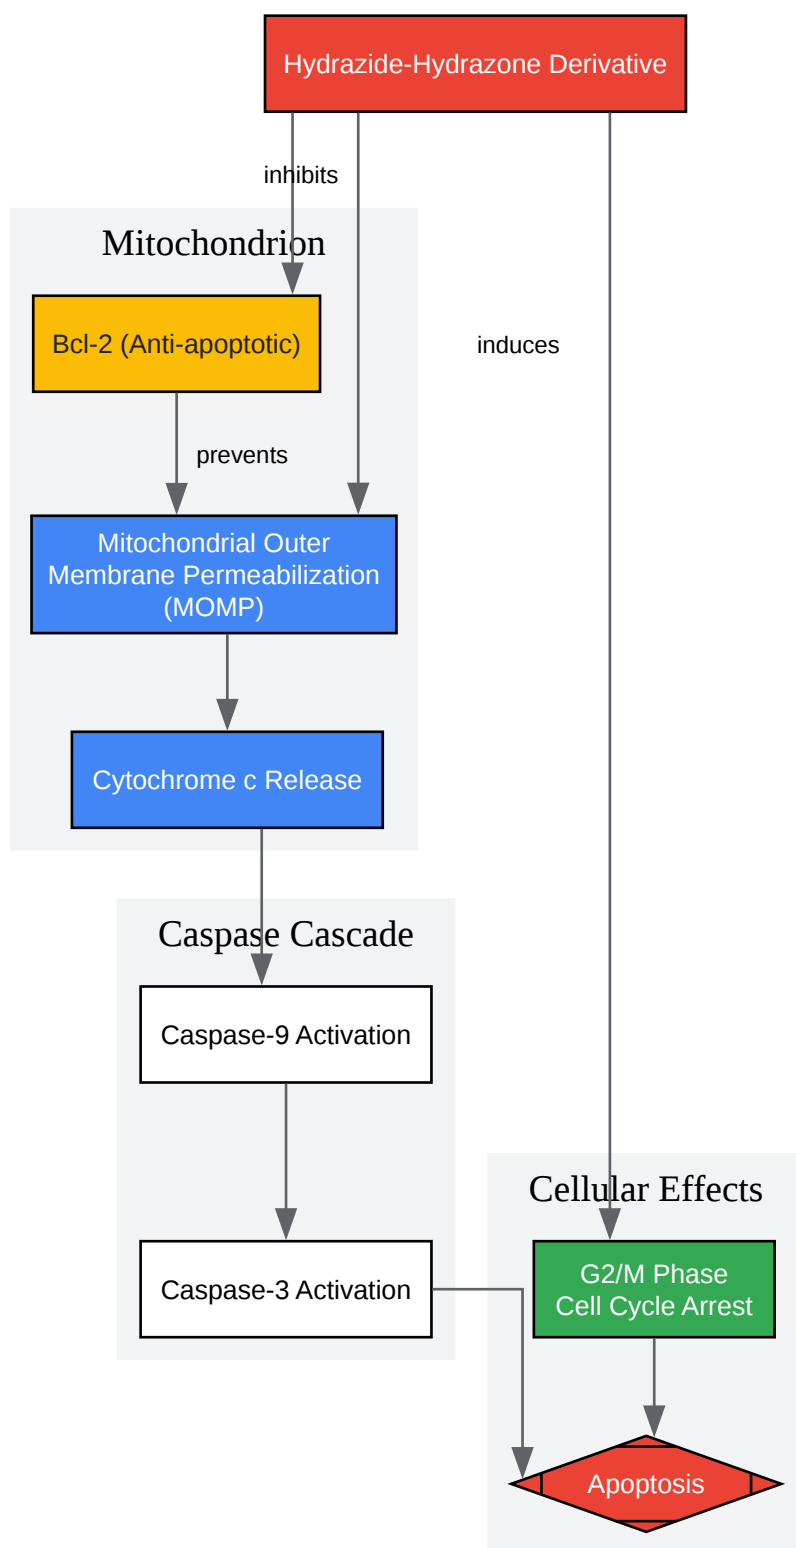 Hydrazide-Hydrazone Derivative
inhibits
Mitochondrion
Bcl-2 (Anti-apoptotic)
induces
prevents
Mitochondrial Outer
Membrane Permeabilization
(MOMP)
Cytochrome c Release
Caspase Cascade
Caspase-9 Activation
Cellular Effects
Caspase-3 Activation
G2/M Phase
Cell Cycle Arrest
Apoptosis